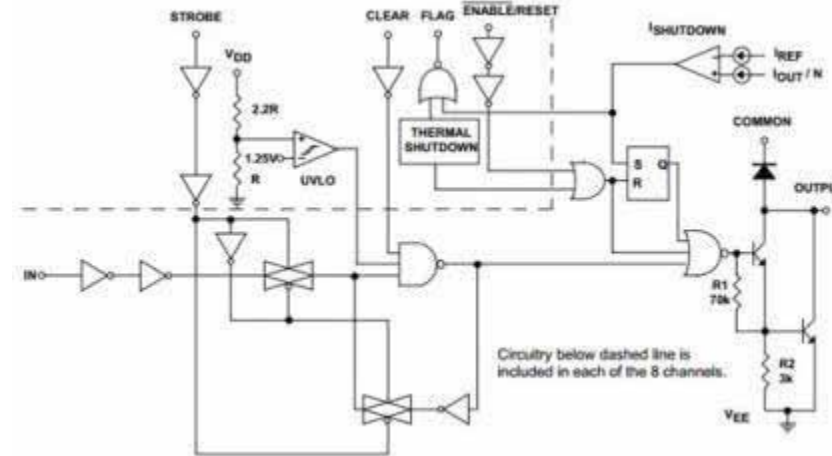 STROBE
CLEAR
FLAG
ENABLE/RESET
ISHUTDOWN
IREF
IOUT / N
VDD
2.2R
1.25V
R
UVLO
THERMAL
SHUTDOWN
S
Q
R
COMMON
IN
R1
70k
R2
3k
VEE
Circuitry below dashed line is
included in each of the 8 channels.